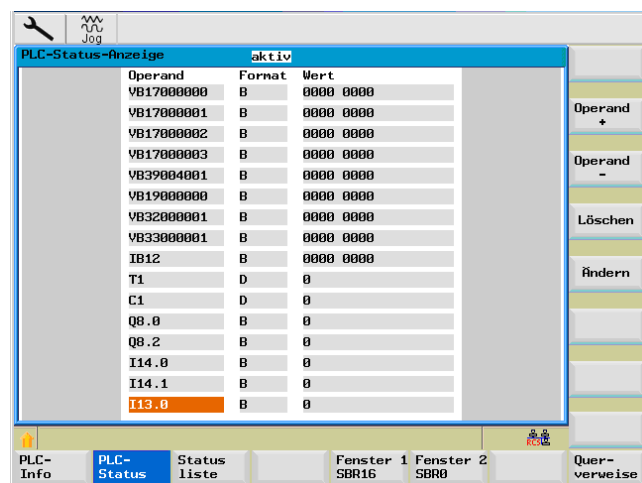 Jog
PLC-Status-Anzeige aktiv
Operand Format Wert
VB17000000 B 0000 0000
VB17000001 B 0000 0000
VB17000002 B 0000 0000
VB17000003 B 0000 0000
VB39004001 B 0000 0000
VB19000000 B 0000 0000
VB32000001 B 0000 0000
VB33000001 B 0000 0000
IB12 B 0000 0000
T1 D 0
C1 D 0
Q8.0 B 0
Q8.2 B 0
I14.0 B 0
I14.1 B 0
I13.0 B 0
Operand
+
Operand
-
Löschen
Ändern
RCS
PLC-
Info
PLC-
Status
Status
liste
Fenster 1
SBR16
Fenster 2
SBR0
Quer-
verweise